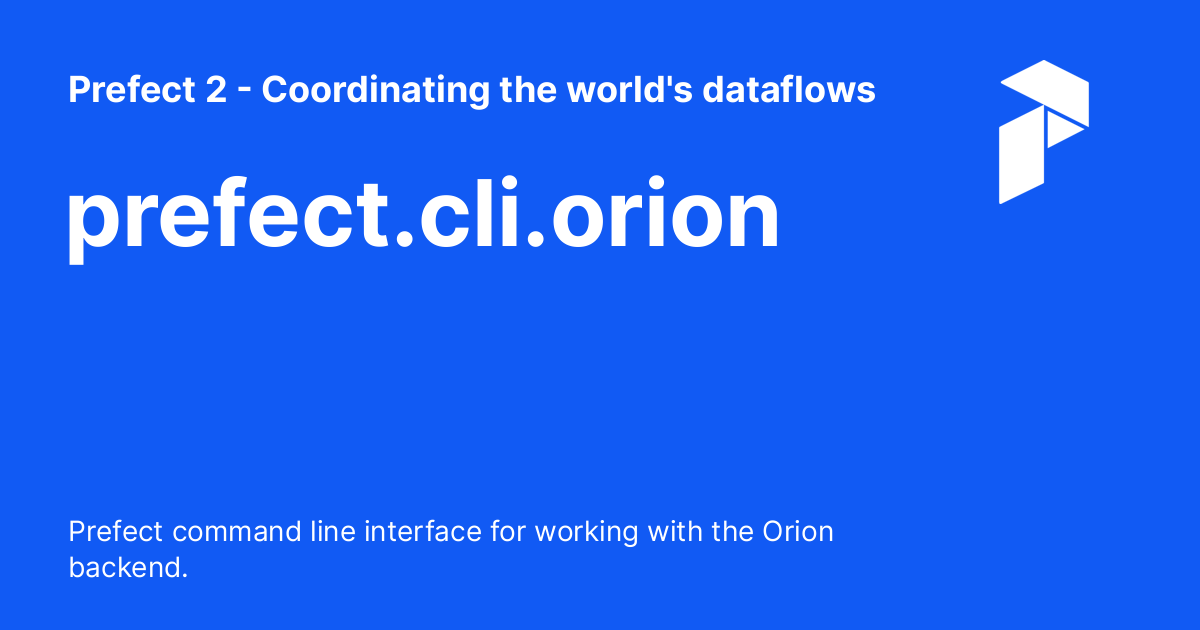 Prefect 2 - Coordinating the world's dataflows
prefect.cli.orion
Prefect command line interface for working with the Orion
backend.